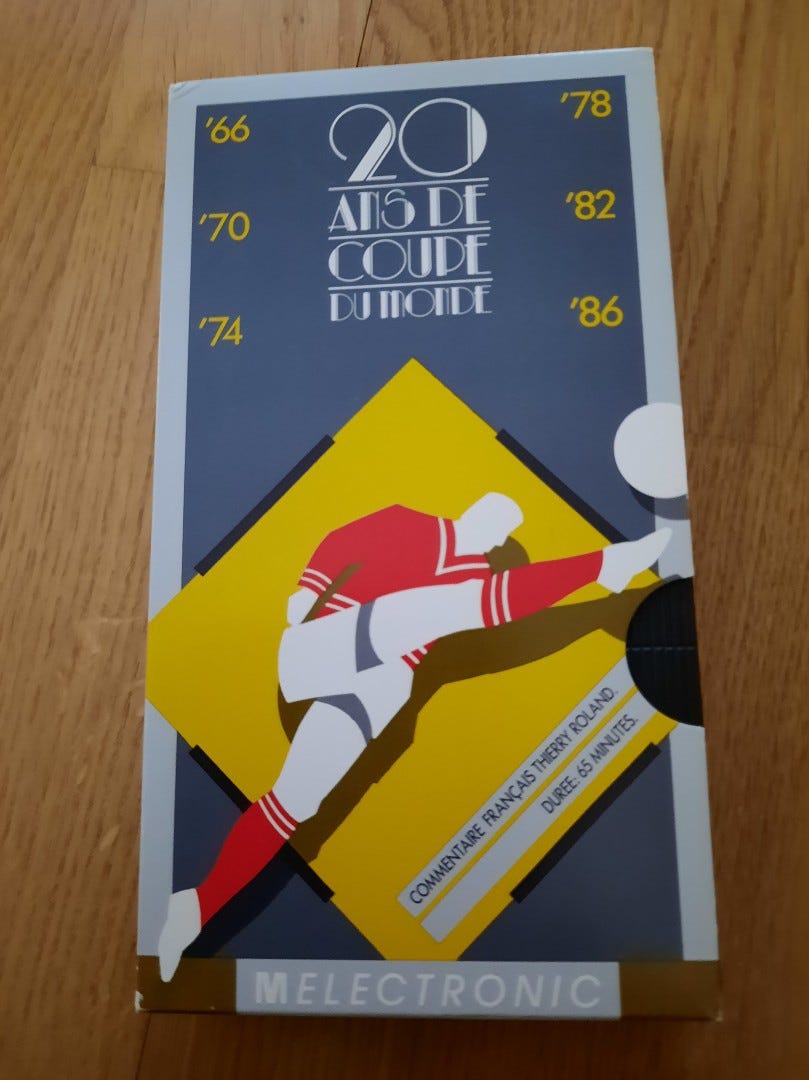 '66
'70
'74
20
ANS DE
COUPE
DU MONDE
'78
'82
'86
COMMENTAIRE FRANÇAIS THIERRY ROLAND.
DUREE: 65 MINUTES.
MELECTRONIC